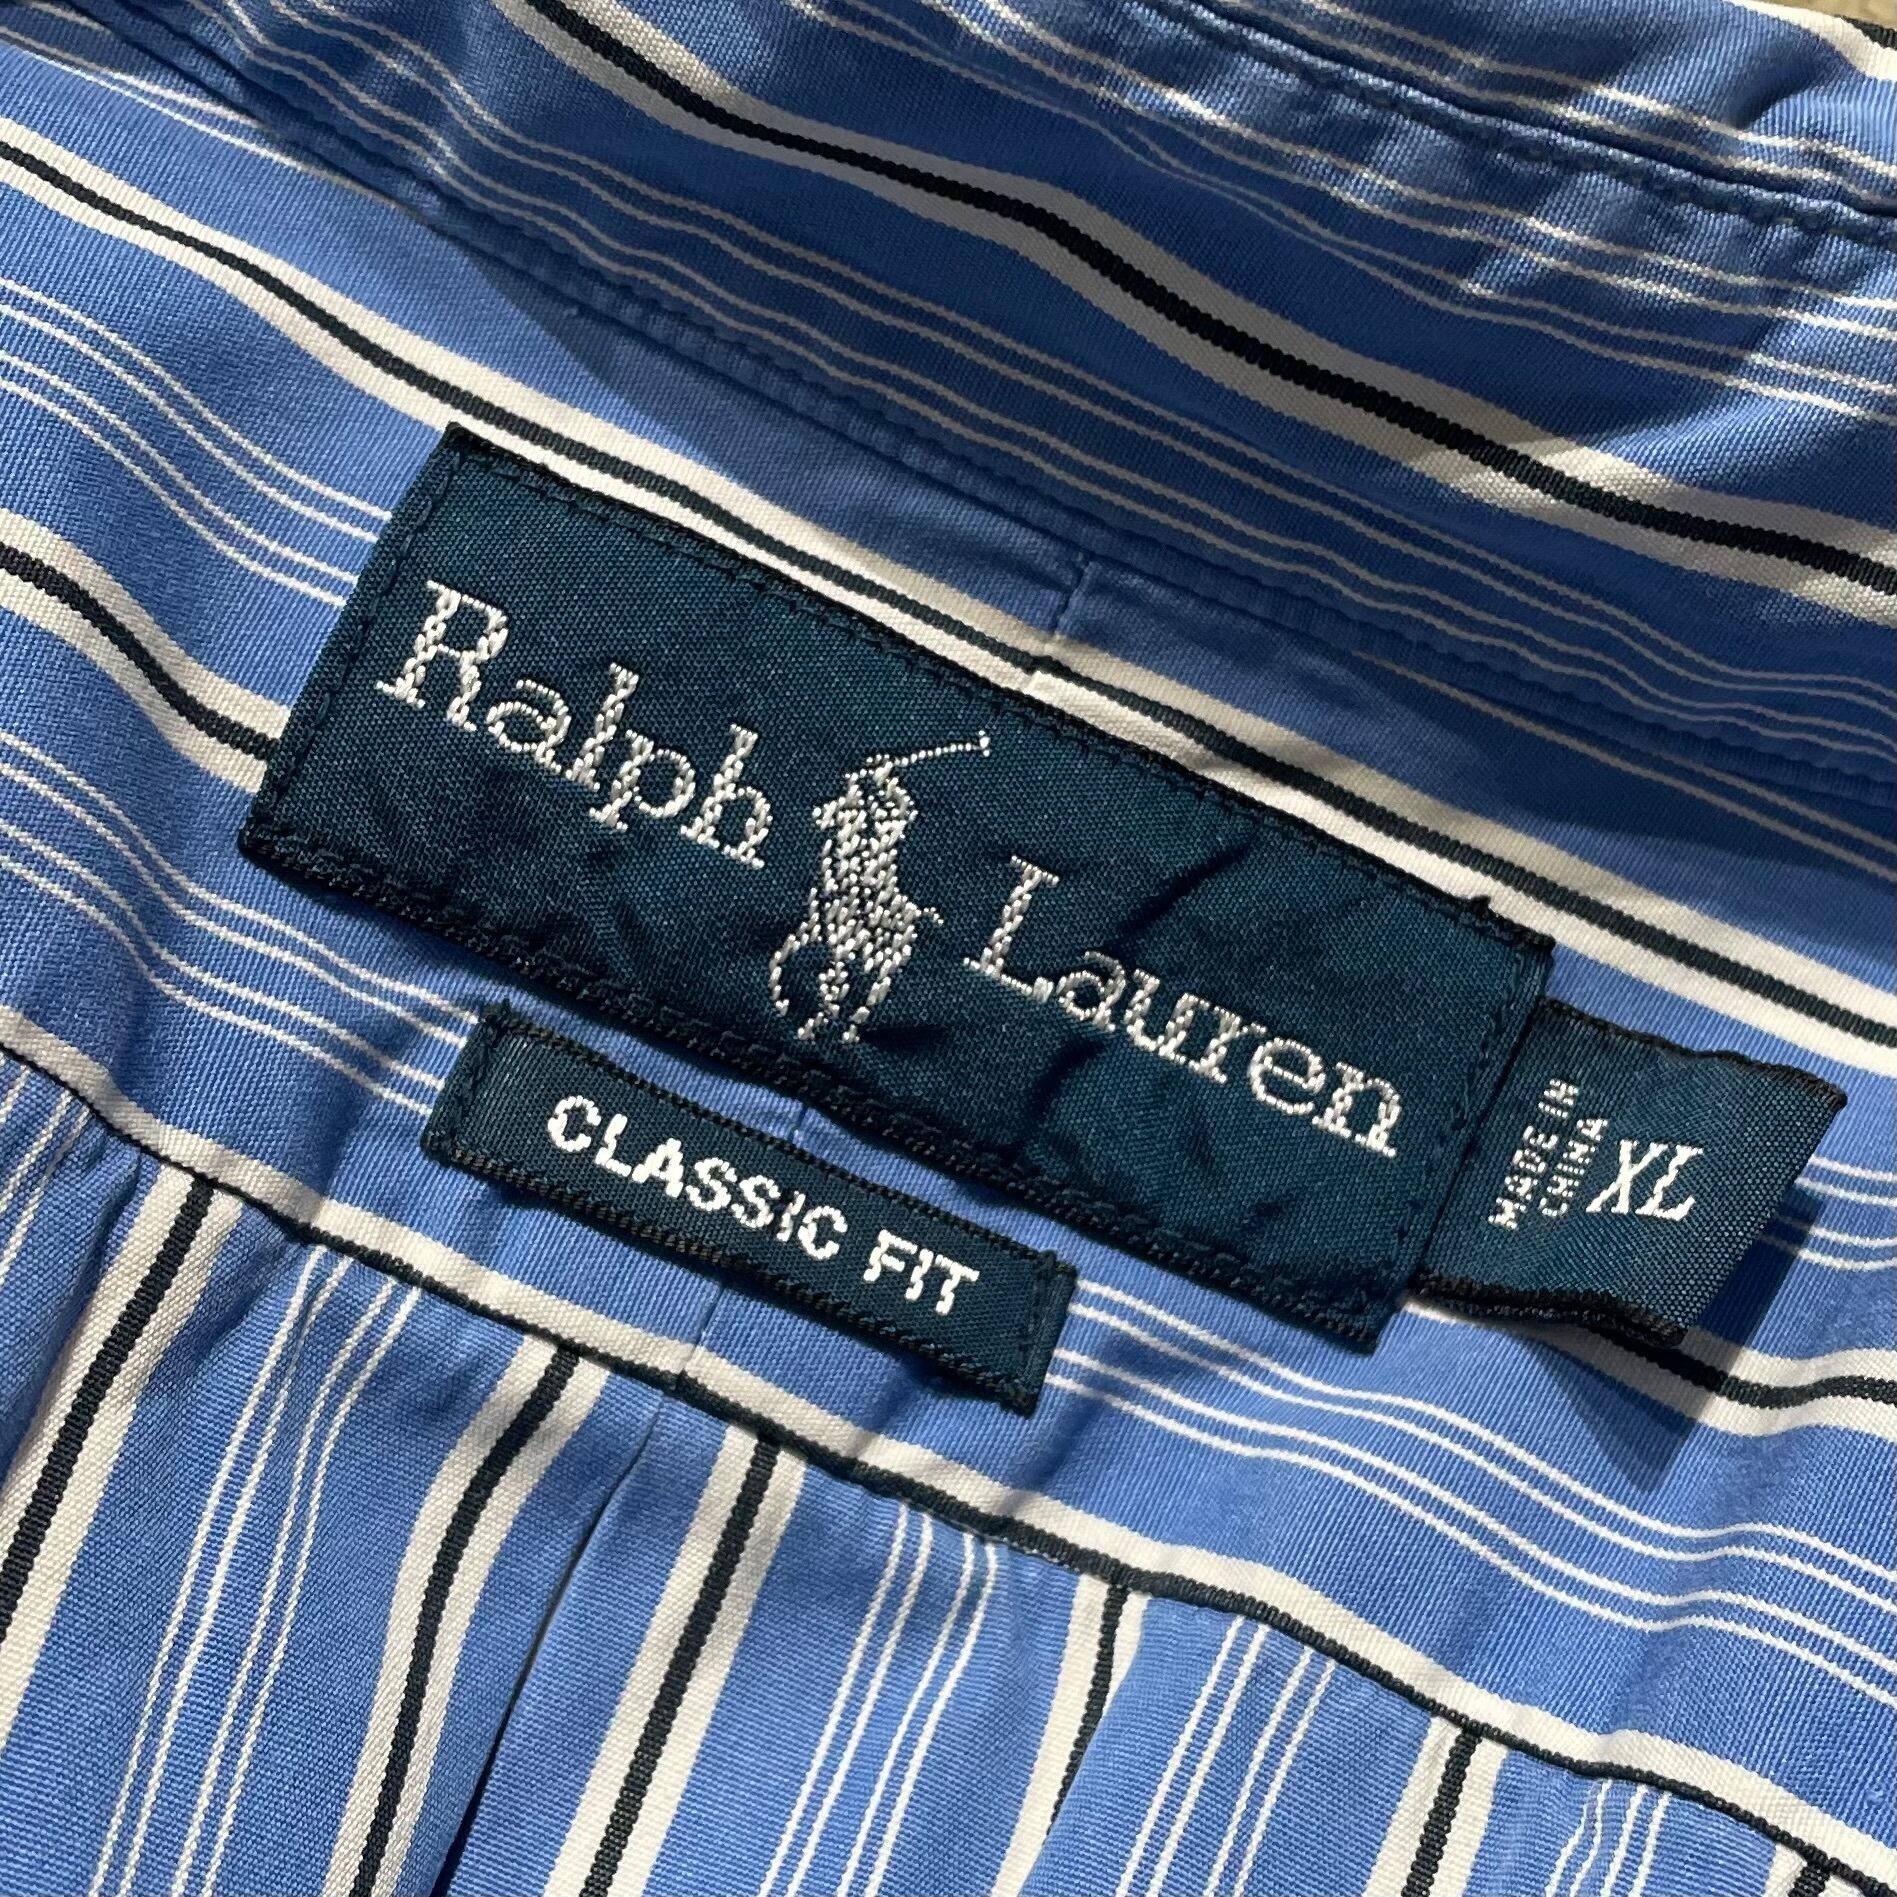 Ralph Lauren
CLASSIC FIT
MADE IN
CHINA
XL